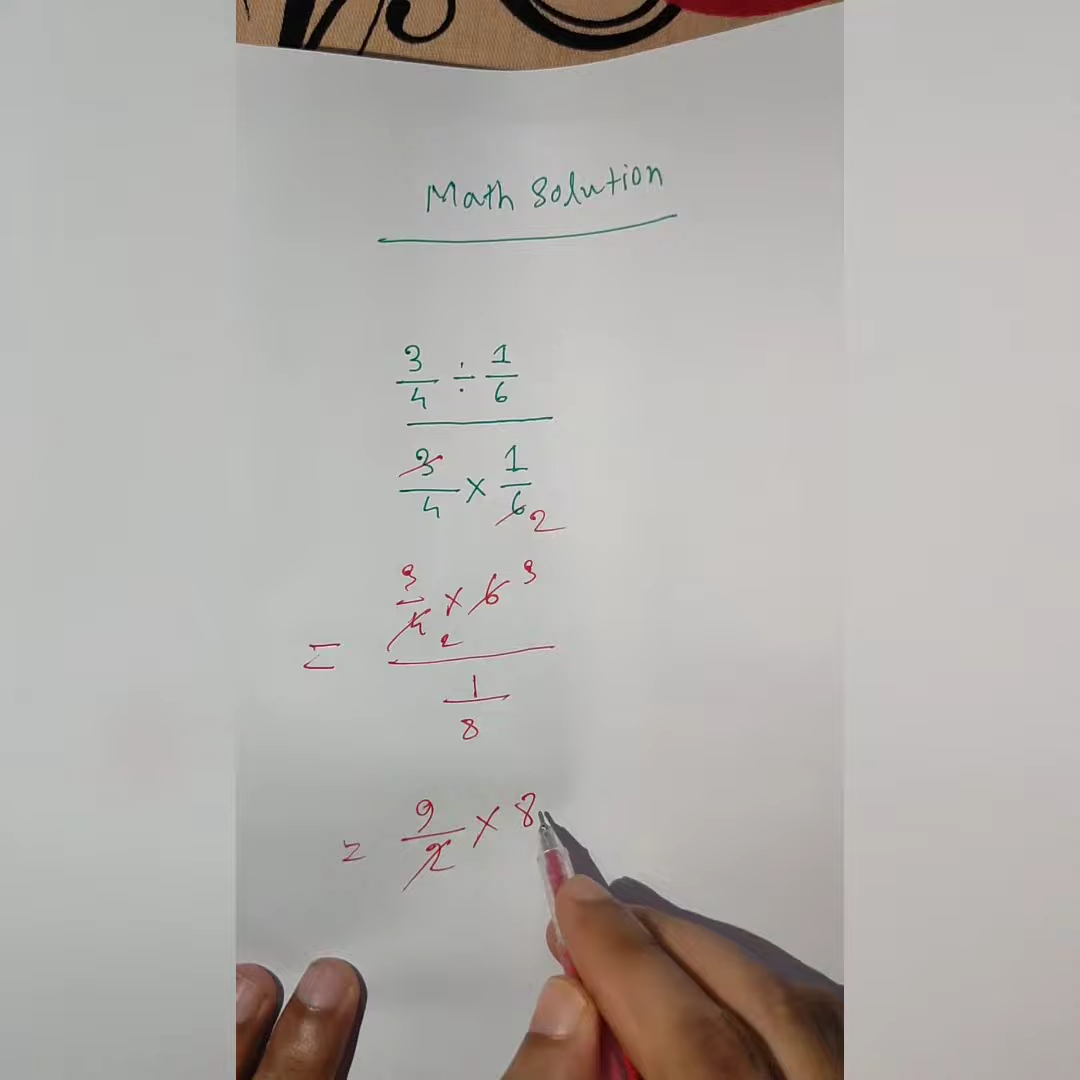 Math Solution
3/4 ÷ 1/6
3/4 × 1/6 2
= 3/4 2 × 6 3
1/8
= 9/2 × 8